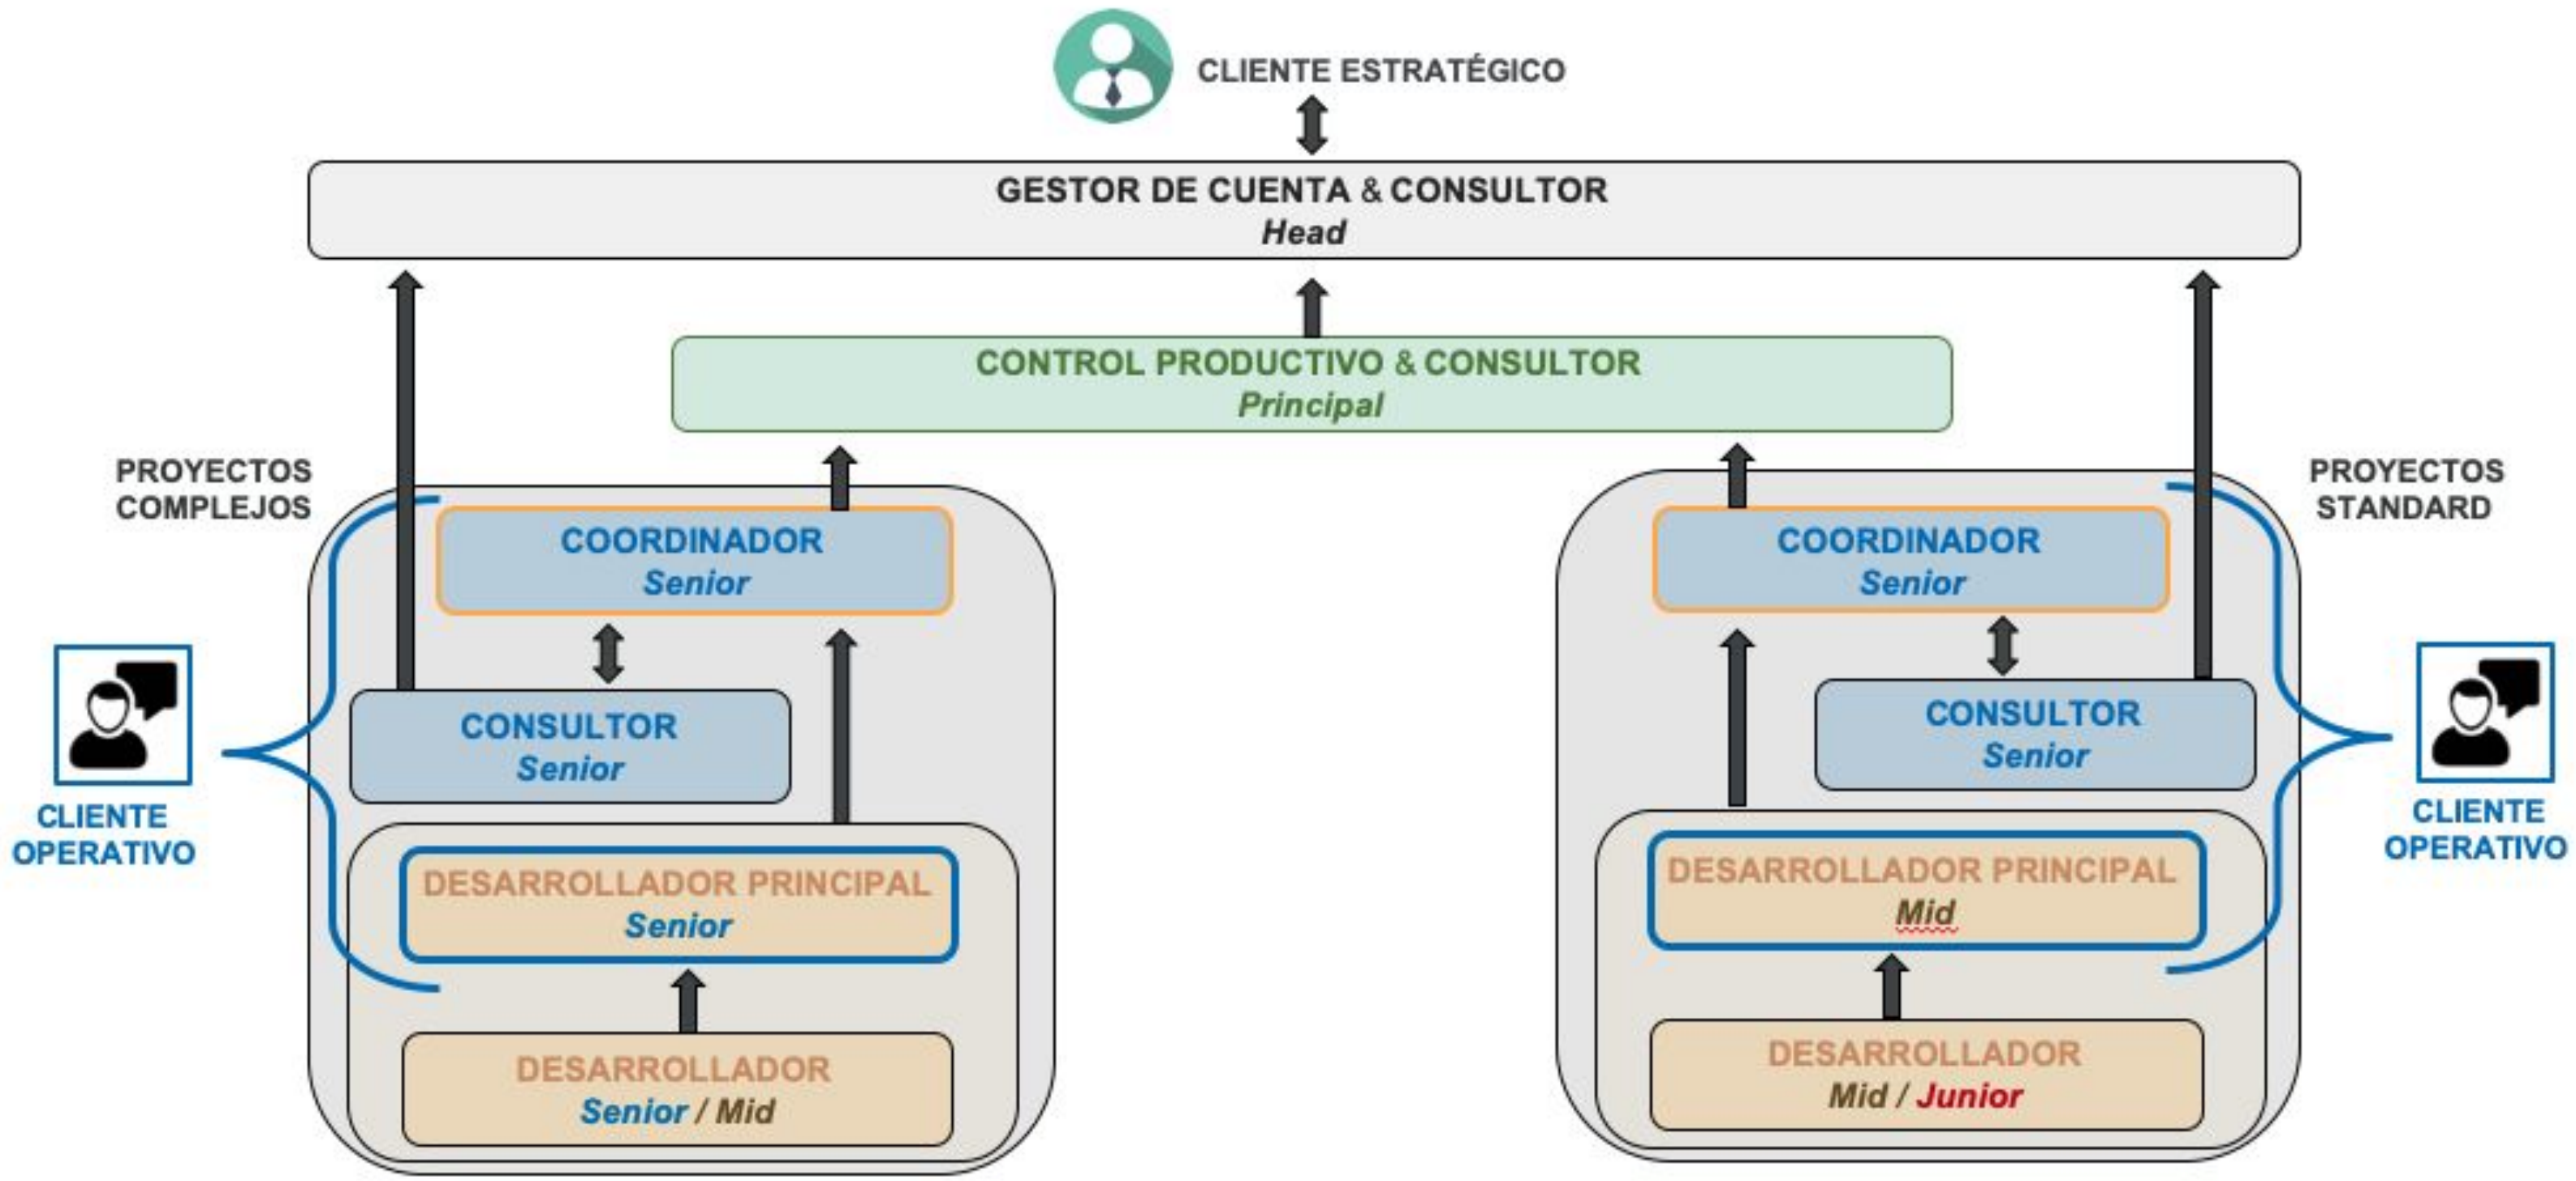 CLIENTE ESTRATÉGICO
GESTOR DE CUENTA & CONSULTOR
Head
CONTROL PRODUCTIVO & CONSULTOR
Principal
PROYECTOS
COMPLEJOS
COORDINADOR
Senior
CONSULTOR
Senior
CLIENTE
OPERATIVO
DESARROLLADOR PRINCIPAL
Senior
DESARROLLADOR
Senior / Mid
PROYECTOS
STANDARD
COORDINADOR
Senior
CONSULTOR
Senior
CLIENTE
OPERATIVO
DESARROLLADOR PRINCIPAL
Mid
DESARROLLADOR
Mid / Junior